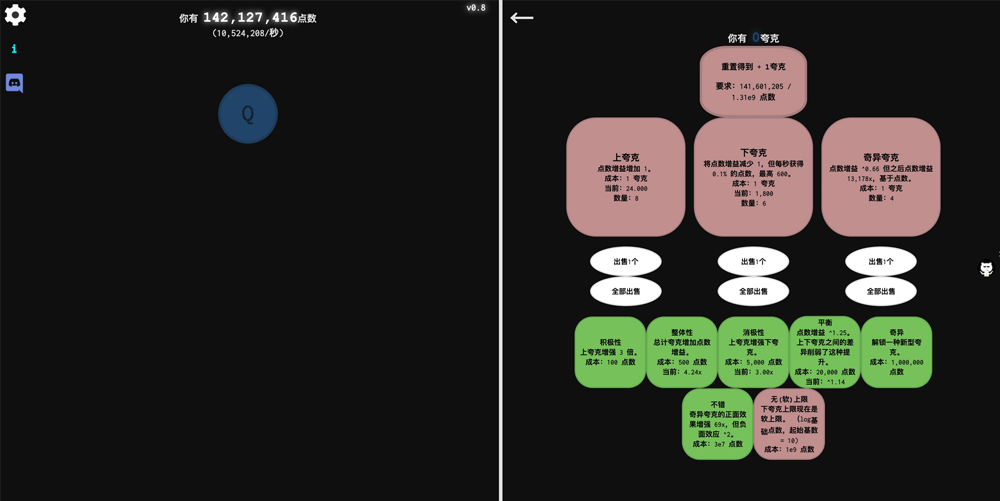 v0.8
你有 142,127,416点数
(10,524,208/秒)
i
Q
你有 0夸克
重置得到 + 1夸克
要求: 141,601,205 /
1.31e9 点数
上夸克
点数增益增加 1。
成本: 1 夸克
当前: 24.000
数量: 8
下夸克
将点数增益减少 1，但每秒获得
0.1% 的点数，最高 600。
成本: 1 夸克
当前: 1,800
数量: 6
奇异夸克
点数增益 ^0.66 但之后点数增益
13,178x，基于点数。
成本: 1 夸克
数量: 4
出售1个
出售1个
出售1个
全部出售
全部出售
全部出售
积极性
上夸克增强 3 倍。
成本: 100 点数
整体性
总计夸克增加点数
增益。
成本: 500 点数
当前: 4.24x
消极性
上夸克增强下夸
克。
成本: 5,000 点数
当前: 3.00x
平衡
点数增益 ^1.25。
上下夸克之间的差
异削弱了这种提
升。
成本: 20,000 点数
当前: ^1.14
奇异
解锁一种新型夸
克。
成本: 1,000,000
点数
不错
奇异夸克的正面效
果增强 69x，但负
面效应 ^2。
成本: 3e7 点数
无(软)上限
下夸克上限现在是
软上限。 (log基
础点数，起始基数
= 10)
成本: 1e9 点数